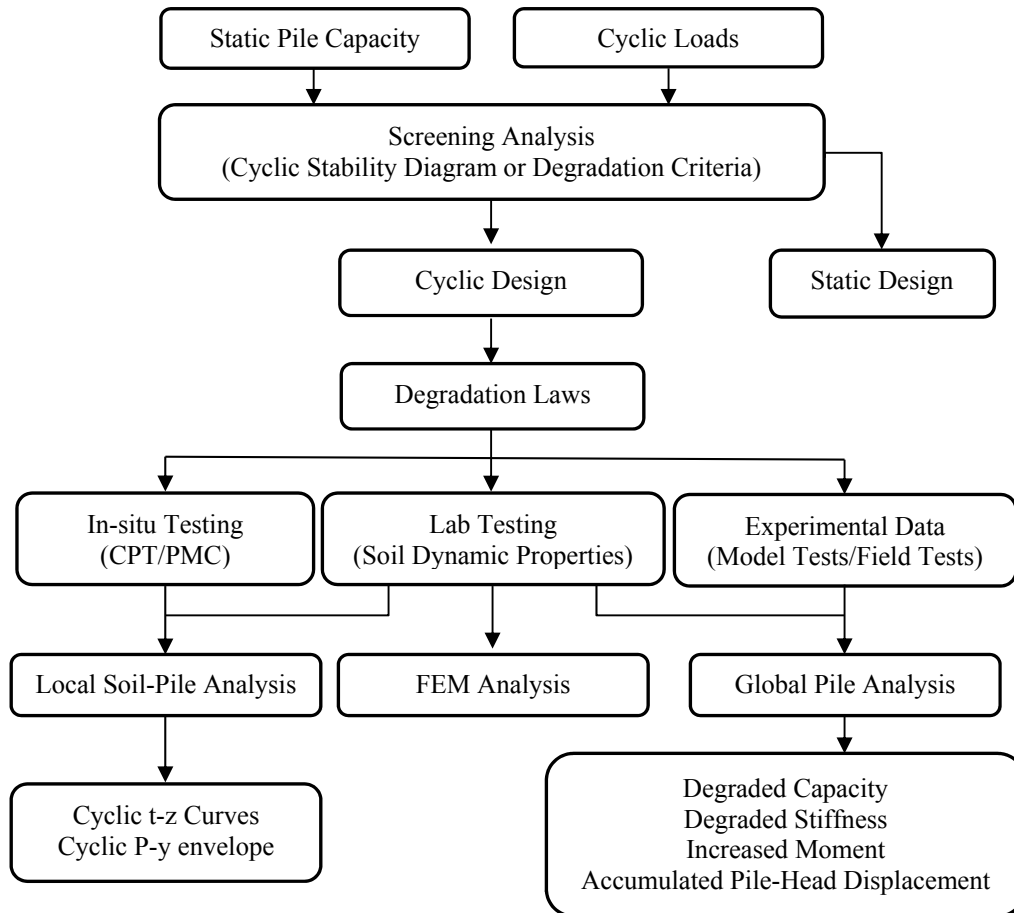 Static Pile Capacity
Cyclic Loads
Screening Analysis
(Cyclic Stability Diagram or Degradation Criteria)
Cyclic Design
Static Design
Degradation Laws
In-situ Testing
(CPT/PMC)
Lab Testing
(Soil Dynamic Properties)
Experimental Data
(Model Tests/Field Tests)
Local Soil-Pile Analysis
FEM Analysis
Global Pile Analysis
Cyclic t-z Curves
Cyclic P-y envelope
Degraded Capacity
Degraded Stiffness
Increased Moment
Accumulated Pile-Head Displacement